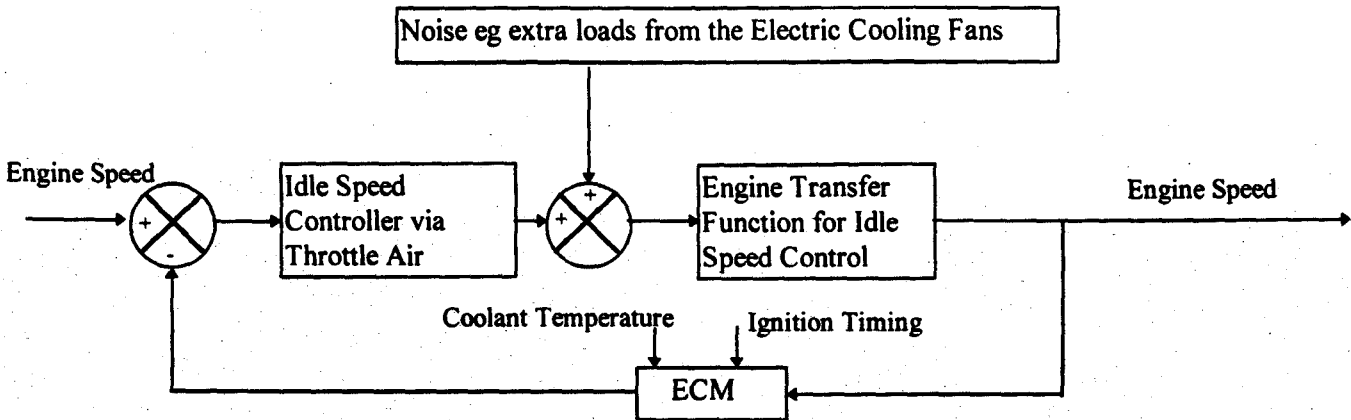 Noise eg extra loads from the Electric Cooling Fans
Engine Speed
+
-
Idle Speed
Controller via
Throttle Air
+
+
Engine Transfer
Function for Idle
Speed Control
Engine Speed
Coolant Temperature
Ignition Timing
ECM